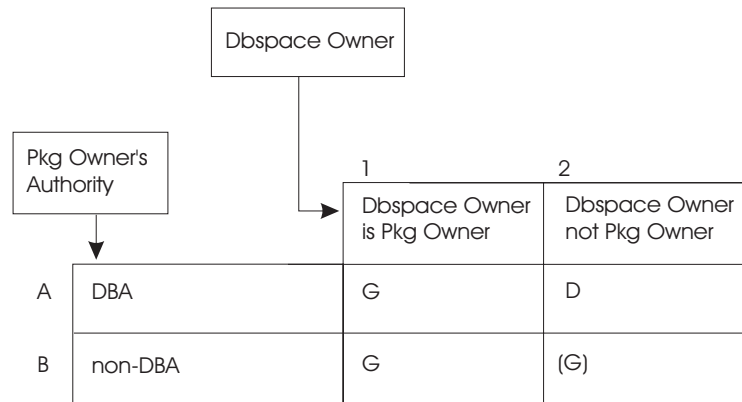 Dbspace Owner
Pkg Owner's
Authority
1 2
Dbspace Owner
is Pkg Owner
Dbspace Owner
not Pkg Owner
A DBA G D
B non-DBA G (G)